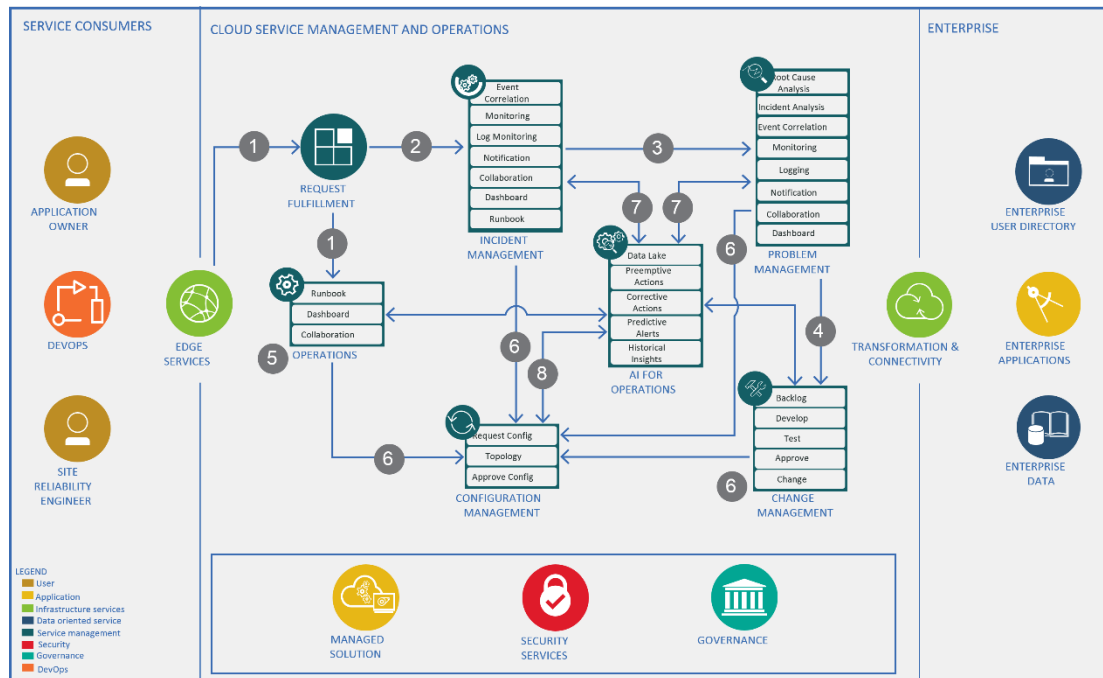 SERVICE CONSUMERS
CLOUD SERVICE MANAGEMENT AND OPERATIONS
ENTERPRISE
APPLICATION
OWNER
DEVOPS
SITE
RELIABILITY
ENGINEER
EDGE
SERVICES
1
REQUEST
FULFILLMENT
2
1
Event
Correlation
Monitoring
Log Monitoring
Notification
Collaboration
Dashboard
Runbook
INCIDENT
MANAGEMENT
3
7
7
Root Cause
Analysis
Incident Analysis
Event Correlation
Monitoring
Logging
Notification
Collaboration
Dashboard
PROBLEM
MANAGEMENT
6
Runbook
Dashboard
Collaboration
5
OPERATIONS
Data Lake
Preemptive
Actions
Corrective
Actions
Predictive
Alerts
Historical
Insights
AI FOR
OPERATIONS
6
8
4
6
Request Config
Topology
Approve Config
CONFIGURATION
MANAGEMENT
Backlog
Develop
Test
Approve
Change
6
CHANGE
MANAGEMENT
TRANSFORMATION &
CONNECTIVITY
ENTERPRISE
USER DIRECTORY
ENTERPRISE
APPLICATIONS
ENTERPRISE
DATA
LEGEND
User
Application
Infrastructure services
Data oriented service
Service management
Security
Governance
DevOps
MANAGED
SOLUTION
SECURITY
SERVICES
GOVERNANCE